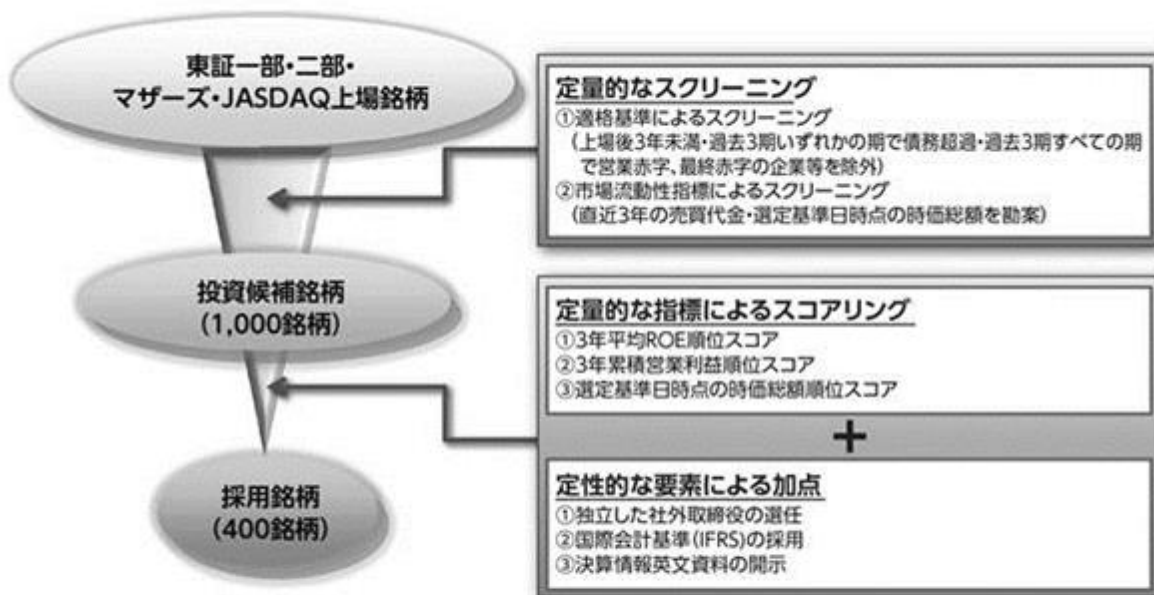 東証一部・二部・
マザーズ・JASDAQ上場銘柄
定量的なスクリーニング
①適格基準によるスクリーニング
(上場後3年未満・過去3期いずれかの期で債務超過・過去3期すべての期
で営業赤字、最終赤字の企業等を除外)
②市場流動性指標によるスクリーニング
(直近3年の売買代金・選定基準日時点の時価総額を勘案)
投資候補銘柄
(1,000銘柄)
定量的な指標によるスコアリング
①3年平均ROE順位スコア
②3年累積営業利益順位スコア
③選定基準日時点の時価総額順位スコア
+
定性的な要素による加点
①独立した社外取締役の選任
②国際会計基準(IFRS)の採用
③決算情報英文資料の開示
採用銘柄
(400銘柄)